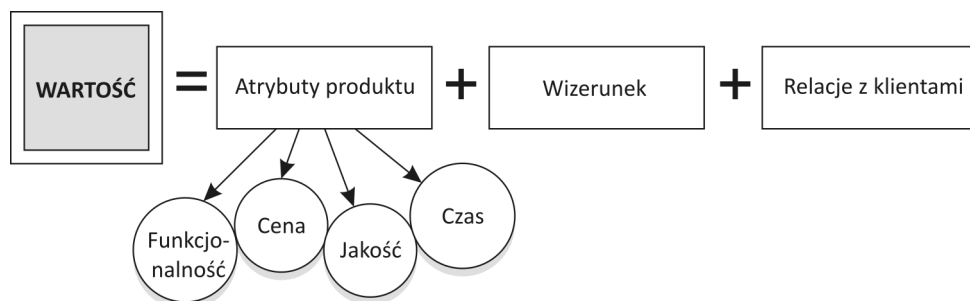 WARTOŚĆ = Atrybuty produktu + Wizerunek + Relacje z klientami
Funkcjo-
nalność
Cena
Jakość
Czas